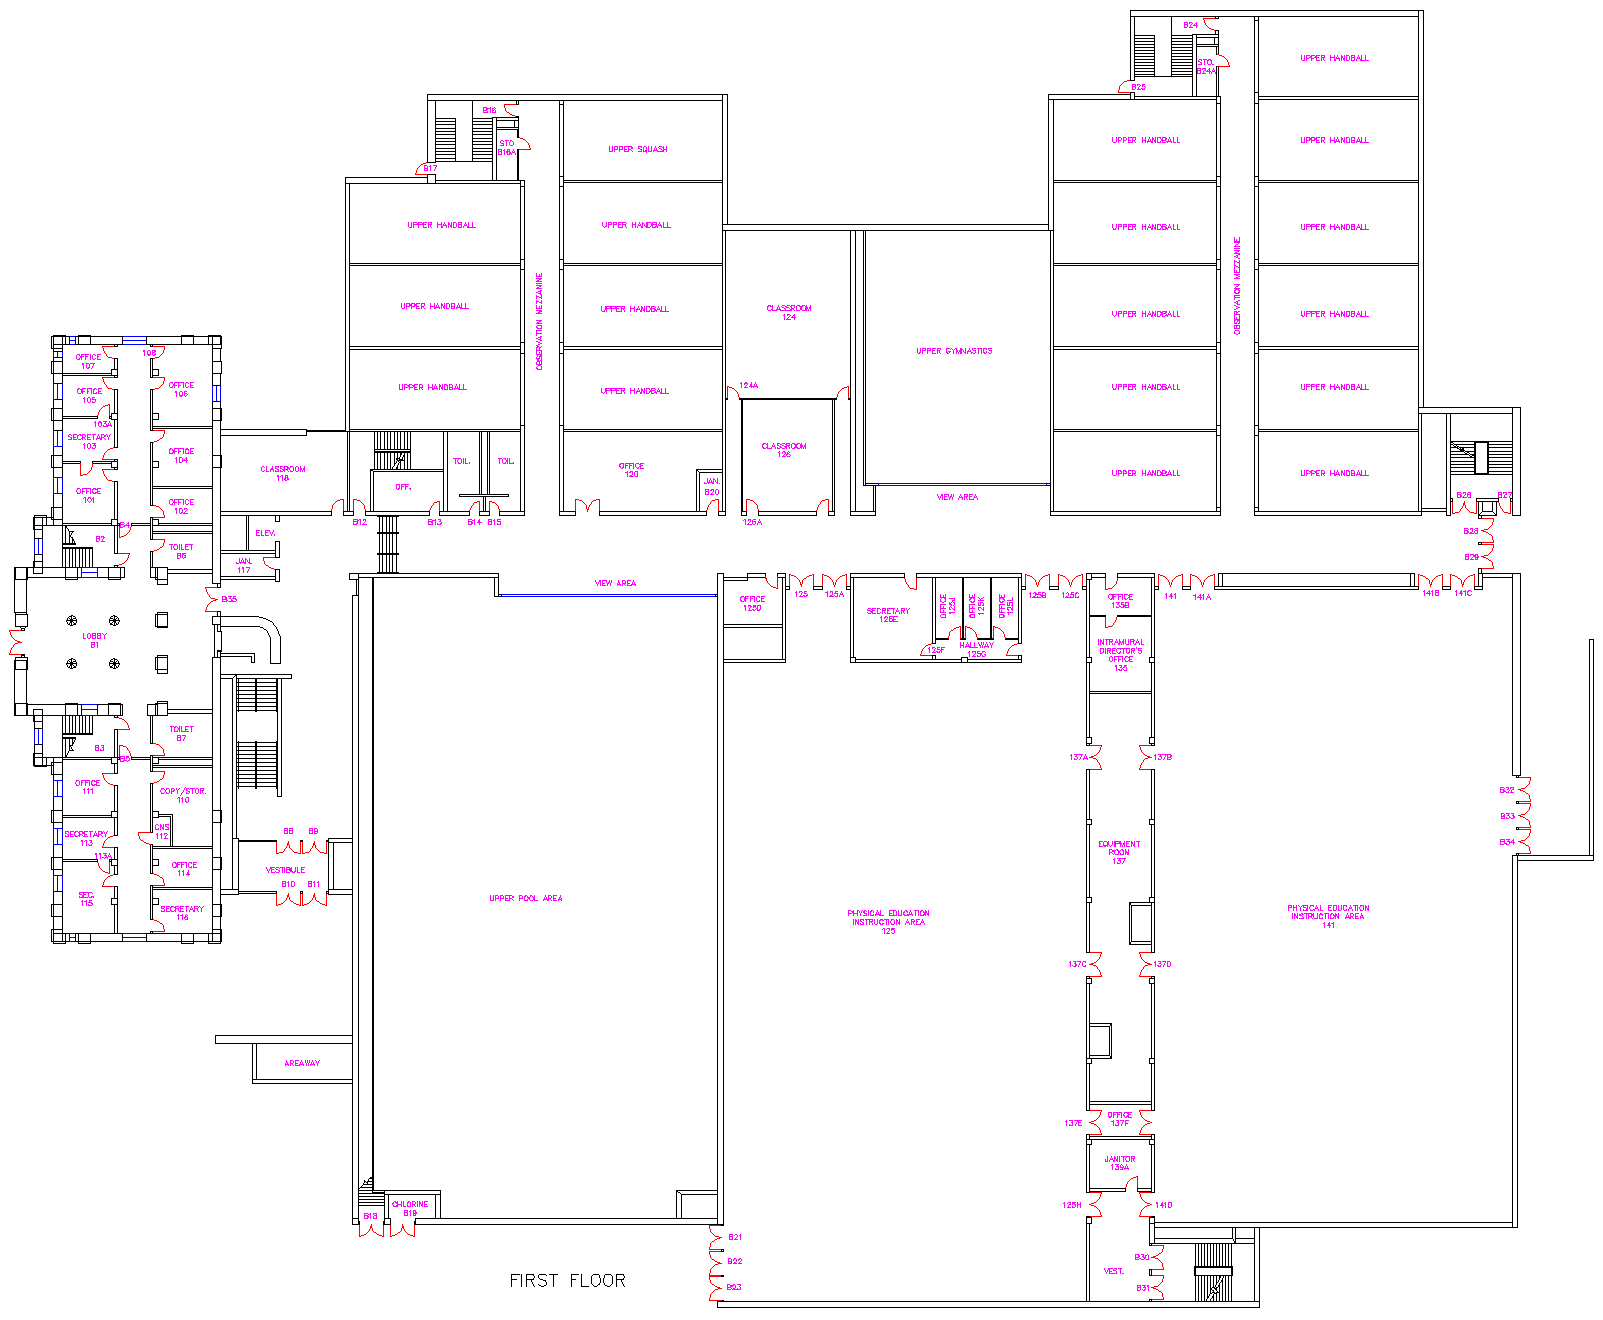 B24
UPPER HANDBALL
STO.
B24A
B25
B16
UPPER HANDBALL
UPPER HANDBALL
STO
B16A
UPPER SQUASH
B17
UPPER HANDBALL
UPPER HANDBALL
UPPER HANDBALL
UPPER HANDBALL
OBSERVATION MEZZANINE
OBSERVATION MEZZANINE
UPPER HANDBALL
UPPER HANDBALL
CLASSROOM
124
UPPER HANDBALL
UPPER HANDBALL
UPPER GYMNASTICS
OFFICE
107
108
OFFICE
106
OFFICE
105
UPPER HANDBALL
UPPER HANDBALL
124A
UPPER HANDBALL
UPPER HANDBALL
103A
SECRETARY
103
OFFICE
104
CLASSROOM
126
CLASSROOM
118
TOIL.
TOIL.
OFFICE
120
UPPER HANDBALL
UPPER HANDBALL
OFF.
JAN.
B20
OFFICE
101
OFFICE
102
VIEW AREA
B26
B27
B12
B13
B14
B15
126A
B4
B2
ELEV.
B28
TOILET
B6
JAN.
117
B29
VIEW AREA
125
125A
125B
125C
141
141A
141B
141C
OFFICE
125D
OFFICE
125J
OFFICE
125K
OFFICE
125L
OFFICE
135B
B35
SECRETARY
125E
LOBBY
B1
125F
HALLWAY
125G
INTRAMURAL
DIRECTOR'S
OFFICE
135
TOILET
B7
B3
B5
137A
137B
OFFICE
111
COPY/STOR.
110
B32
B33
B34
SECRETARY
113
CNS
112
B8
B9
113A
EQUIPMENT
ROOM
137
OFFICE
114
VESTIBULE
B10
B11
SEC.
115
UPPER POOL AREA
SECRETARY
116
PHYSICAL EDUCATION
INSTRUCTION AREA
125
PHYSICAL EDUCATION
INSTRUCTION AREA
141
137C
137D
AREAWAY
137E
OFFICE
137F
JANITOR
139A
CHLORINE
B19
B18
125H
141D
B21
B22
B23
B30
VEST.
B31
FIRST FLOOR